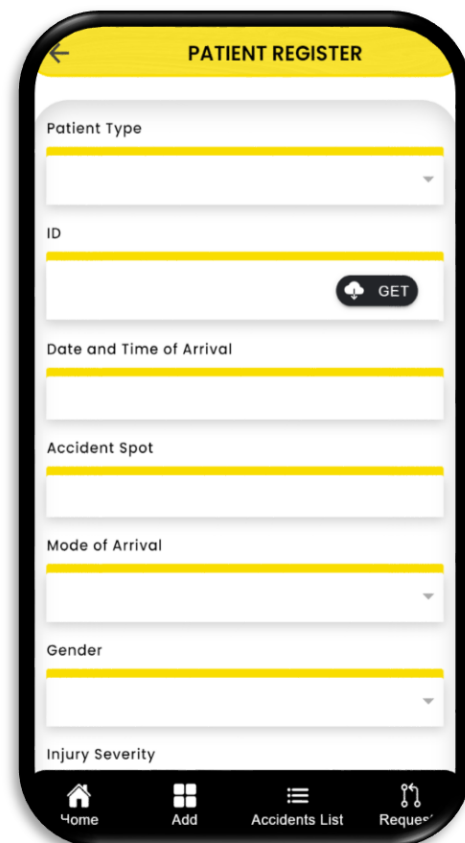 PATIENT REGISTER
Patient Type
ID
GET
Date and Time of Arrival
Accident Spot
Mode of Arrival
Gender
Injury Severity
Home Add Accidents List Request